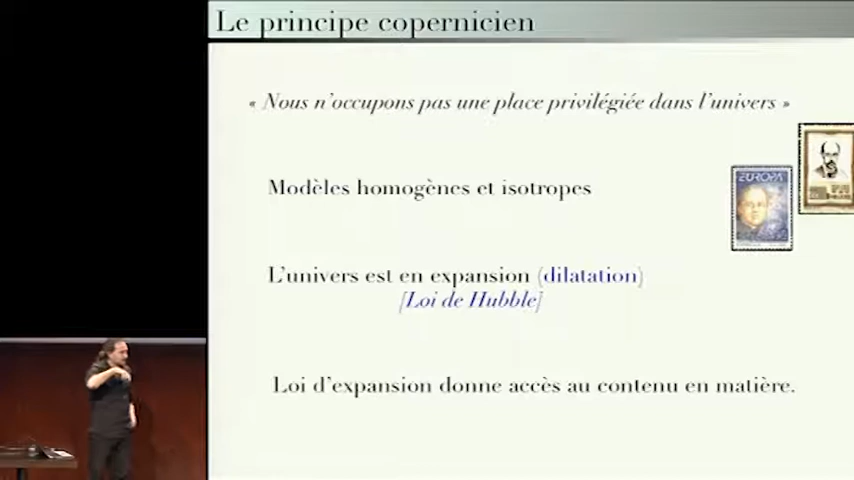 Le principe copernicien
« Nous n'occupons pas une place privilégiée dans l'univers »
Modèles homogènes et isotropes
EUROPA
L'univers est en expansion (dilatation)
[Loi de Hubble]
Loi d'expansion donne accès au contenu en matière.